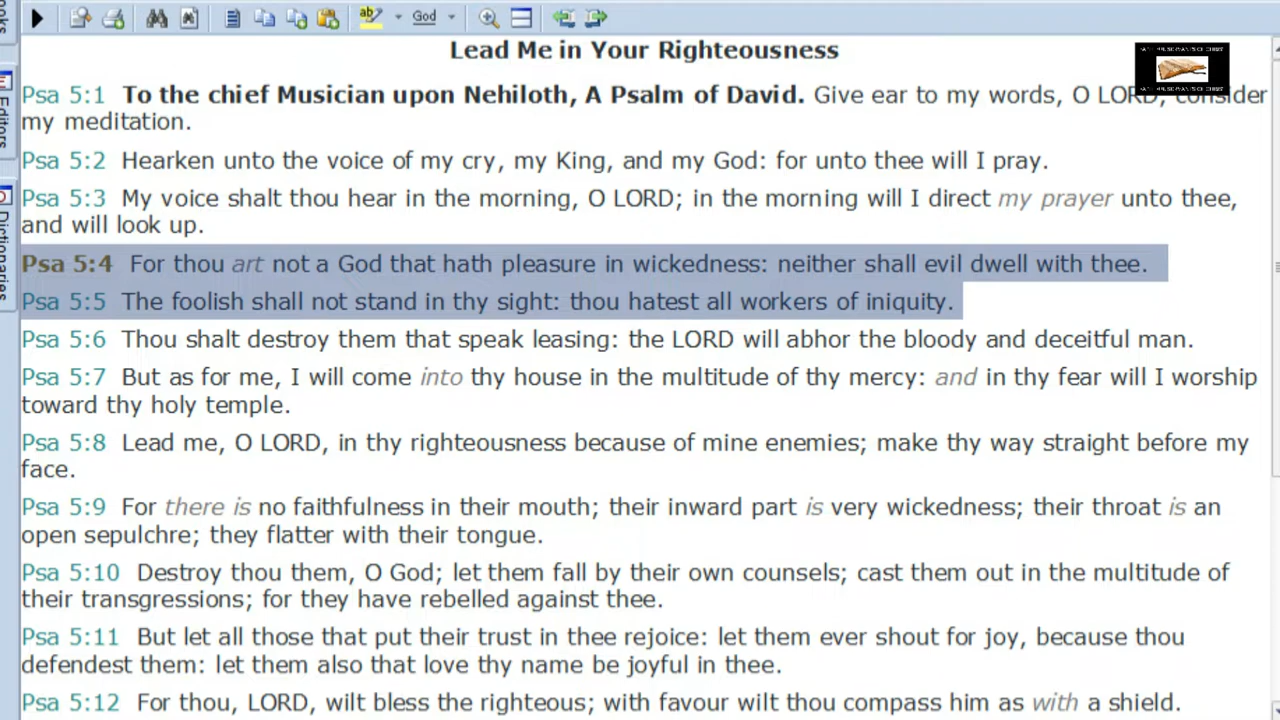 God
Lead Me in Your Righteousness
Psa 5:1 To the chief Musician upon Nehiloth, A Psalm of David. Give ear to my words, O LORD, consider
my meditation.
Psa 5:2 Hearken unto the voice of my cry, my King, and my God: for unto thee will I pray.
Psa 5:3 My voice shalt thou hear in the morning, O LORD; in the morning will I direct my prayer unto thee,
and will look up.
Psa 5:4 For thou art not a God that hath pleasure in wickedness: neither shall evil dwell with thee.
Psa 5:5 The foolish shall not stand in thy sight: thou hatest all workers of iniquity.
Psa 5:6 Thou shalt destroy them that speak leasing: the LORD will abhor the bloody and deceitful man.
Psa 5:7 But as for me, I will come into thy house in the multitude of thy mercy: and in thy fear will I worship
toward thy holy temple.
Psa 5:8 Lead me, O LORD, in thy righteousness because of mine enemies; make thy way straight before my
face.
Psa 5:9 For there is no faithfulness in their mouth; their inward part is very wickedness; their throat is an
open sepulchre; they flatter with their tongue.
Psa 5:10 Destroy thou them, O God; let them fall by their own counsels; cast them out in the multitude of
their transgressions; for they have rebelled against thee.
Psa 5:11 But let all those that put their trust in thee rejoice: let them ever shout for joy, because thou
defendest them: let them also that love thy name be joyful in thee.
Psa 5:12 For thou, LORD, wilt bless the righteous; with favour wilt thou compass him as with a shield.
Editors
Dictionaries